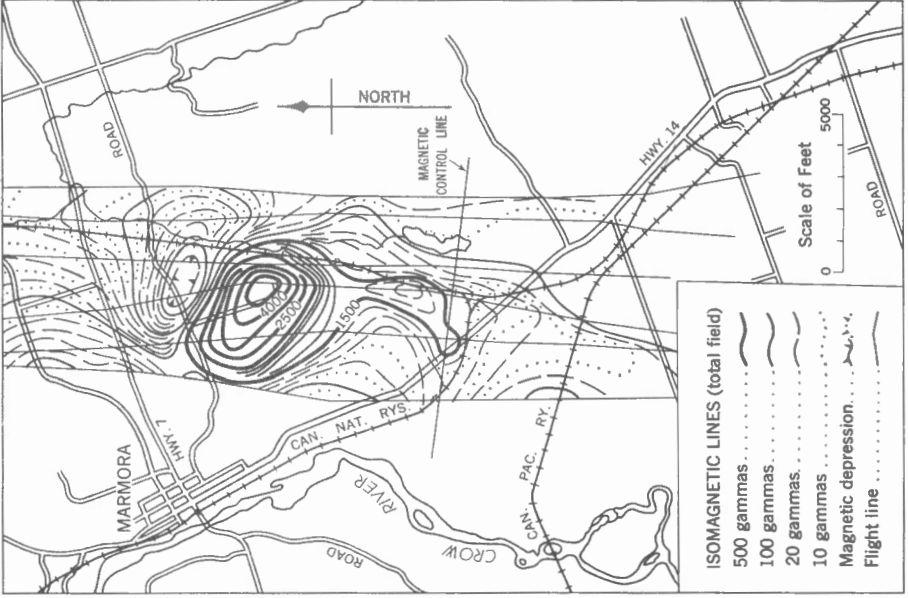 NORTH
ROAD
MAGNETIC
CONTROL LINE
HWY. 14
5000
0
Scale of Feet
ROAD
4000
2500
1500
MARMORA
HWY. 7
CAN. NAT. RYS.
CAN. PAC. RY.
CROW RIVER
ROAD
ISOMAGNETIC LINES (total field)
500 gammas
100 gammas
20 gammas
10 gammas
Magnetic depression
Flight line